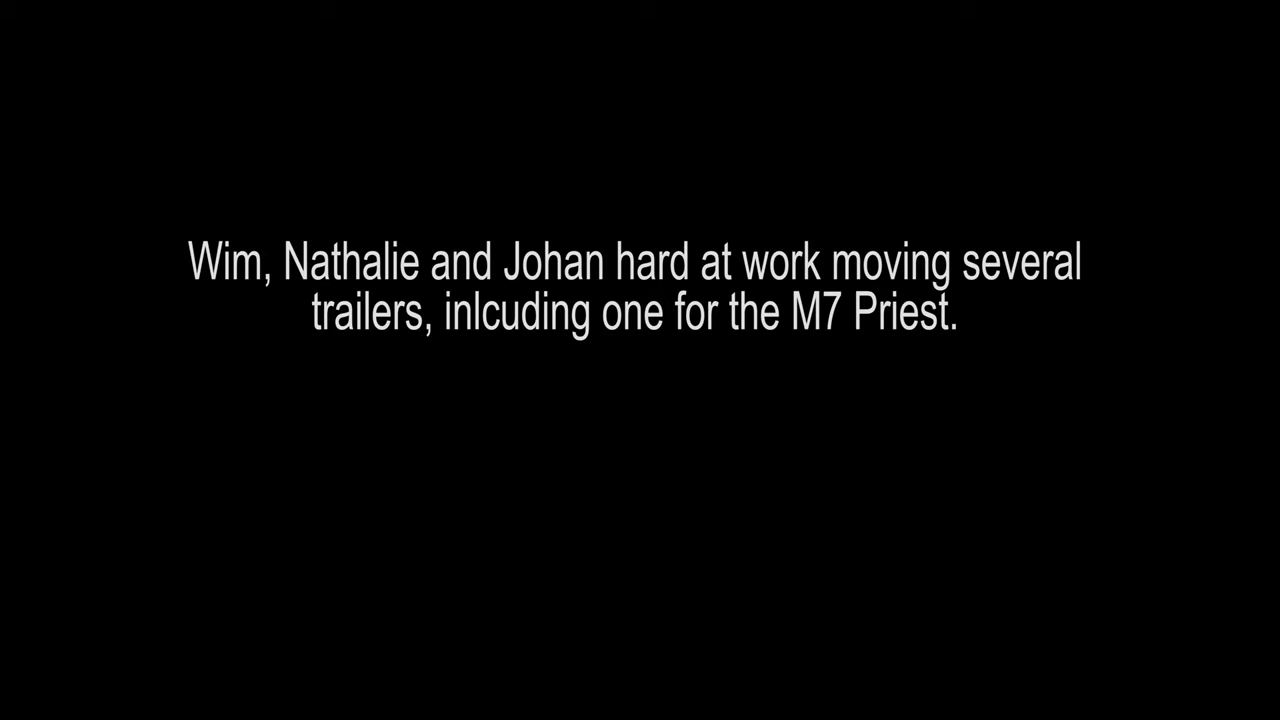 Wim, Nathalie and Johan hard at work moving several
trailers, inlcuding one for the M7 Priest.